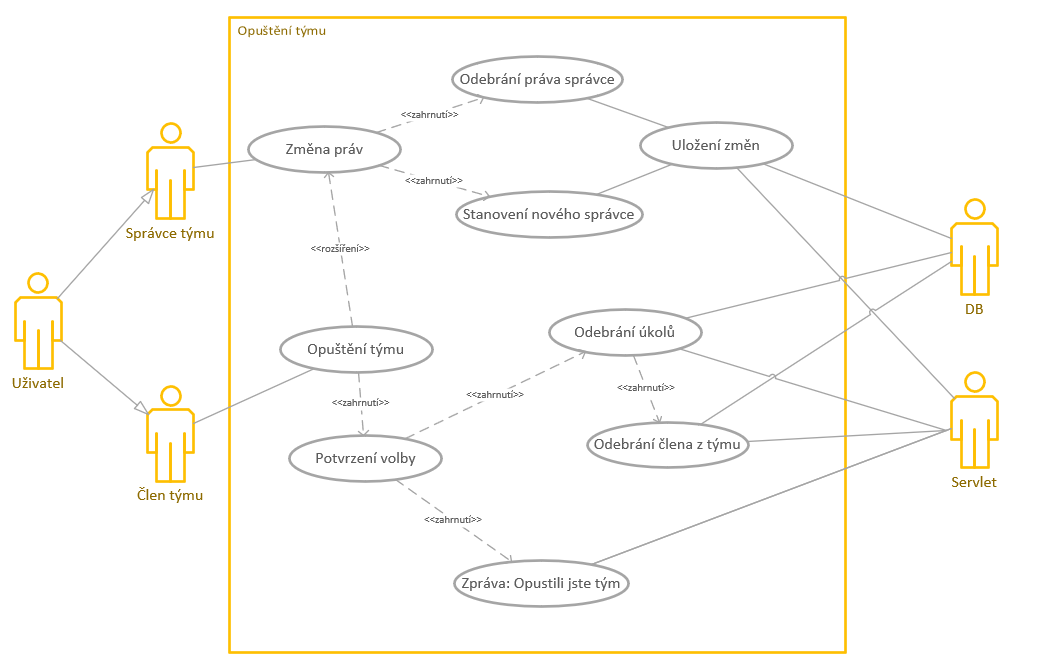 Opuštění týmu
Odebrání práva správce
<<zahrnutí>>
Změna práv
Uložení změn
<<zahrnutí>>
Stanovení nového správce
Správce týmu
<<rozšíření>>
DB
Odebrání úkolů
Opuštění týmu
Uživatel
<<zahrnutí>>
<<zahrnutí>>
<<zahrnutí>>
Odebrání člena z týmu
Potvrzení volby
Servlet
Člen týmu
<<zahrnutí>>
Zpráva: Opustili jste tým